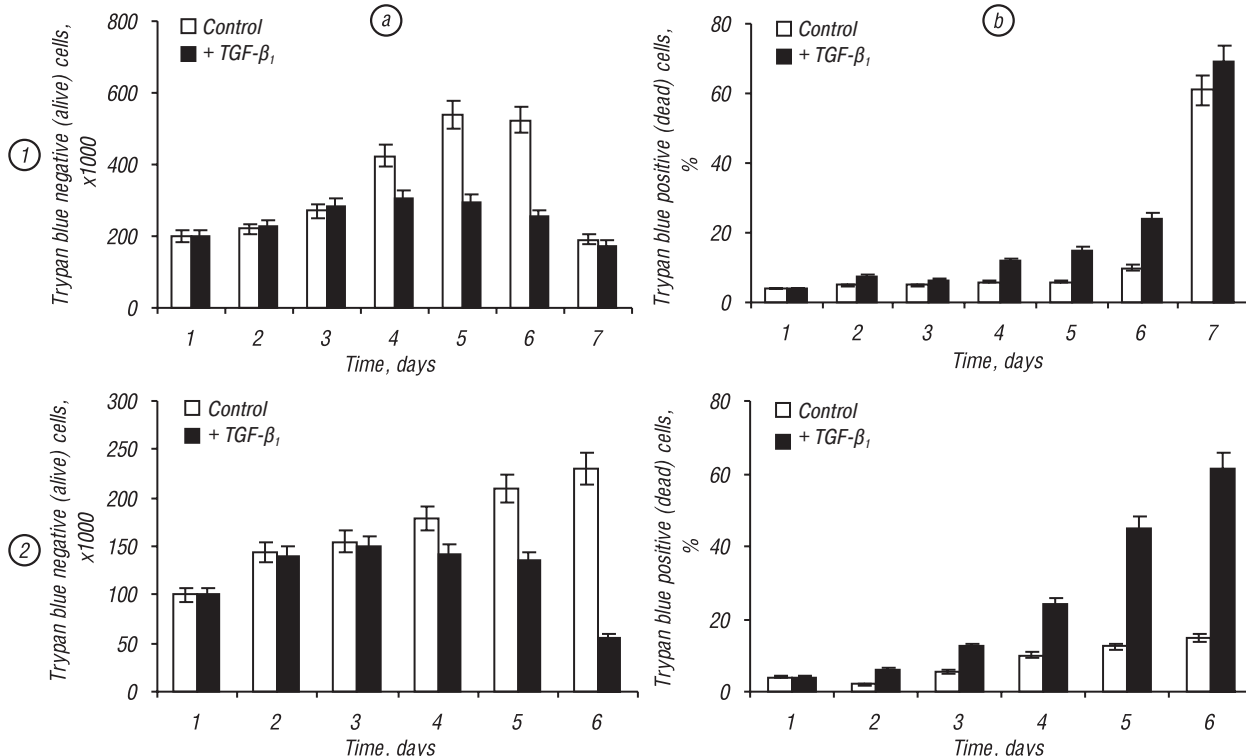 a
b
1
Trypan blue negative (alive) cells,
x1000
800
600
400
200
0
Control
+ TGF-β₁
1 2 3 4 5 6 7
Time, days
Trypan blue positive (dead) cells,
%
80
60
40
20
0
Control
+ TGF-β₁
1 2 3 4 5 6 7
Time, days
2
Trypan blue negative (alive) cells,
x1000
300
250
200
150
100
50
0
Control
+ TGF-β₁
1 2 3 4 5 6
Time, days
Trypan blue positive (dead) cells,
%
80
60
40
20
0
Control
+ TGF-β₁
1 2 3 4 5 6
Time, days